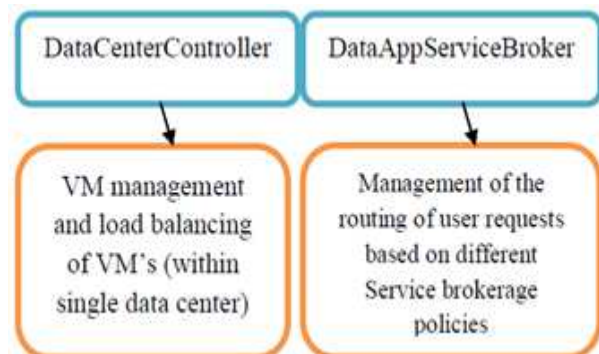 DataCenterController
DataAppServiceBroker
VM management
and load balancing
of VM's (within
single data center)
Management of the
routing of user requests
based on different
Service brokerage
policies